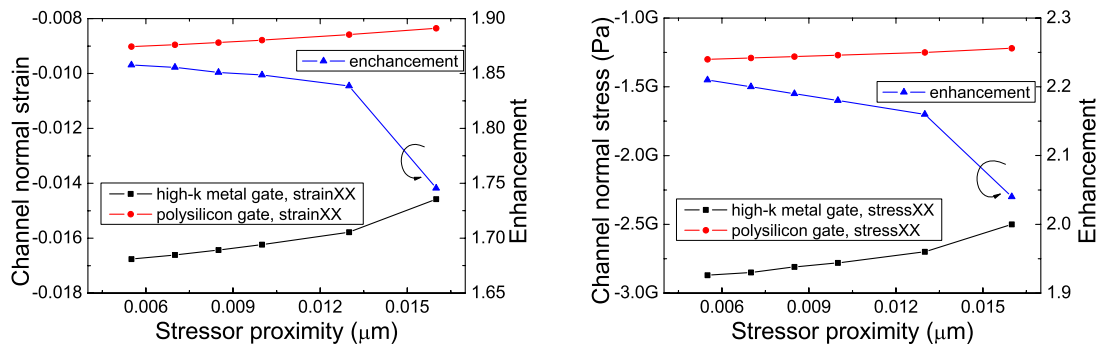 Channel normal strain
-0.008
-0.010
-0.012
-0.014
-0.016
-0.018
enchancement
high-k metal gate, strainXX
polysilicon gate, strainXX
1.90
1.85
1.80
1.75
1.70
1.65
Enhancement
0.006 0.009 0.012 0.015
Stressor proximity (μm)
Channel normal stress (Pa)
-1.0G
-1.5G
-2.0G
-2.5G
-3.0G
enhancement
high-k metal gate, stressXX
polysilicon gate, stressXX
2.3
2.2
2.1
2.0
1.9
Enhancement
0.006 0.009 0.012 0.015
Stressor proximity (μm)